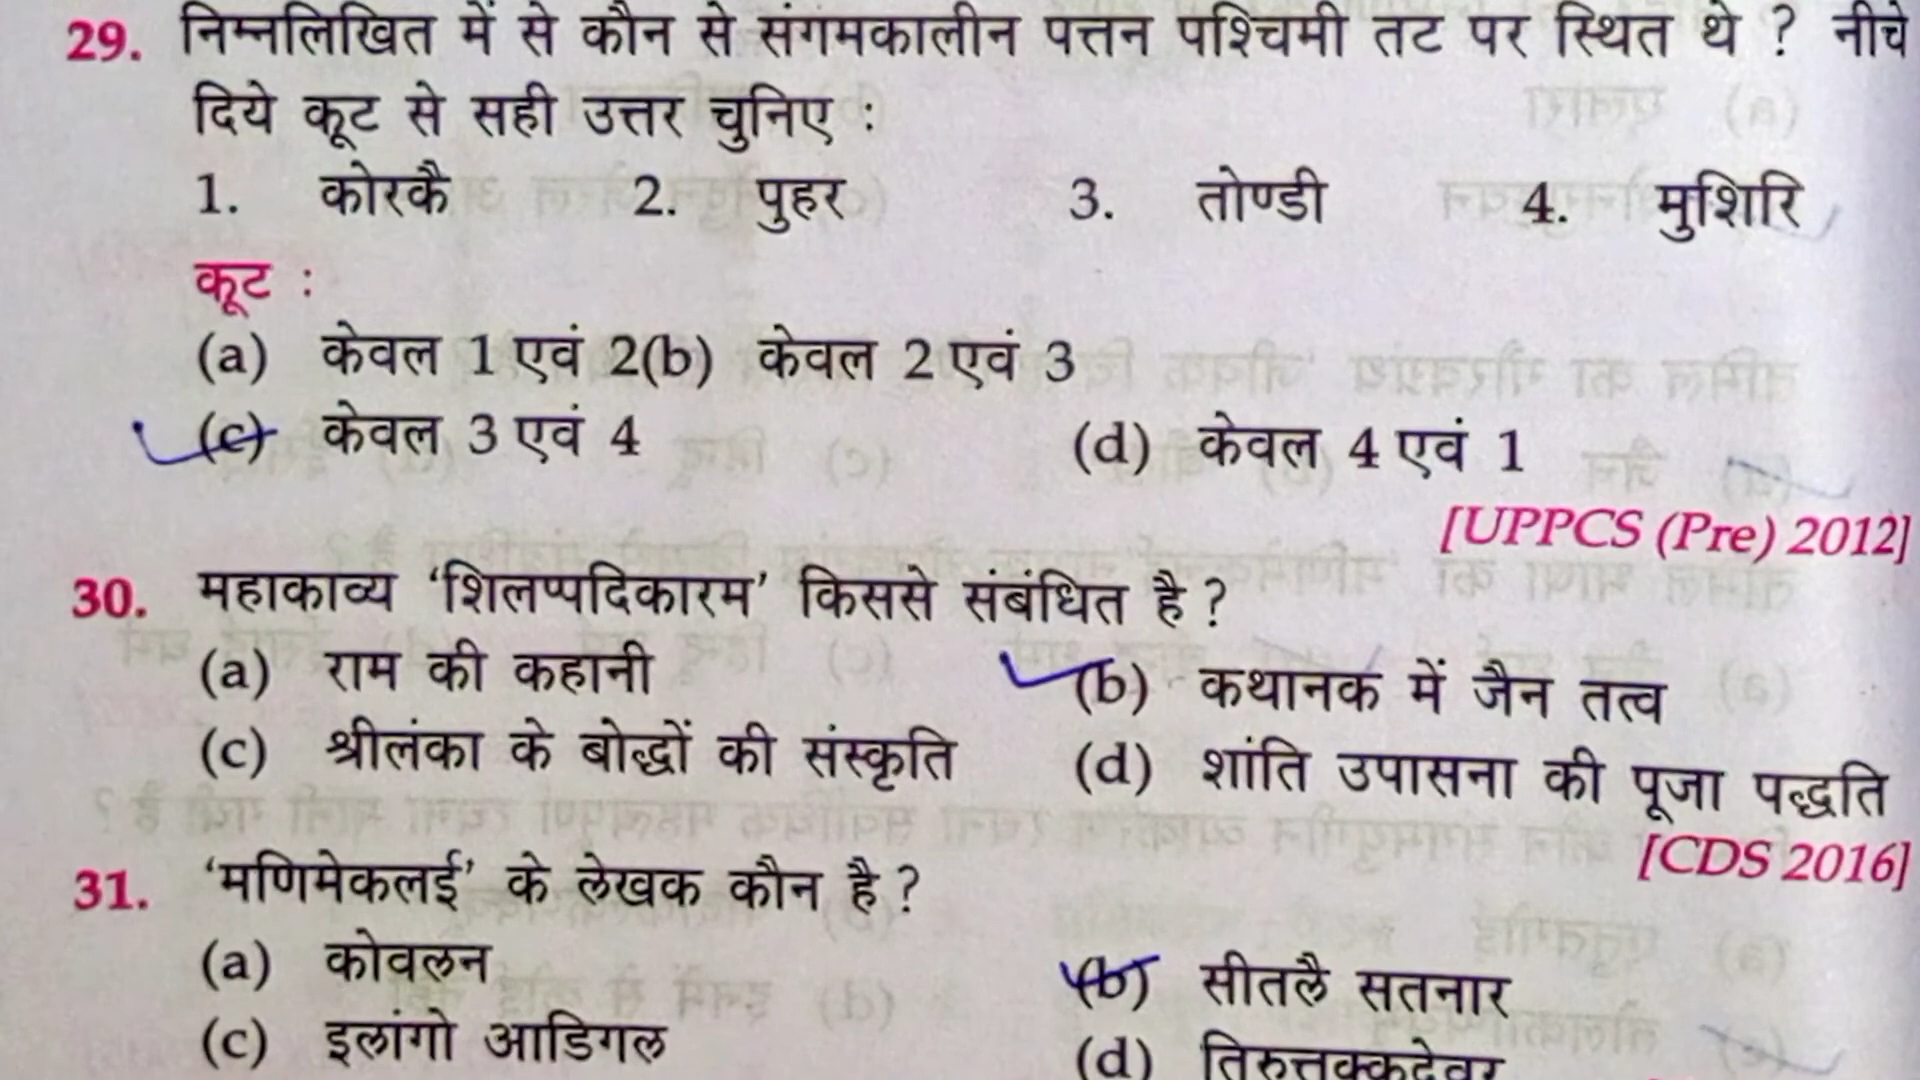 29. निम्नलिखित में से कौन से संगमकालीन पत्तन पश्चिमी तट पर स्थित थे ? नीचे
दिये कूट से सही उत्तर चुनिए :
1. कोरकै 2. पुहर 3. तोण्डी 4. मुशिरि
कूट :
(a) केवल 1 एवं 2(b) केवल 2 एवं 3
(c) केवल 3 एवं 4 (d) केवल 4 एवं 1
[UPPCS (Pre) 2012]
30. महाकाव्य ‘शिलप्पदिकारम’ किससे संबंधित है ?
(a) राम की कहानी (b) कथानक में जैन तत्व
(c) श्रीलंका के बोद्धों की संस्कृति (d) शांति उपासना की पूजा पद्धति
[CDS 2016]
31. ‘मणिमेकलई’ के लेखक कौन है ?
(a) कोवलन (b) सीतलै सतनार
(c) इलांगो आडिगल (d) तिरुत्तक्कदेवर